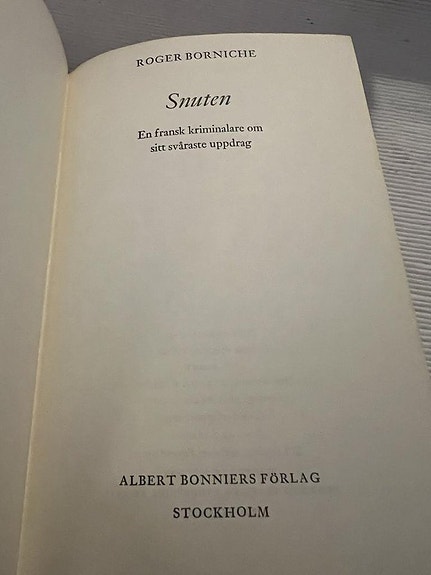 ROGER BORNICHE
Snuten
En fransk kriminalare om
sitt svåraste uppdrag
ALBERT BONNIERS FÖRLAG
STOCKHOLM